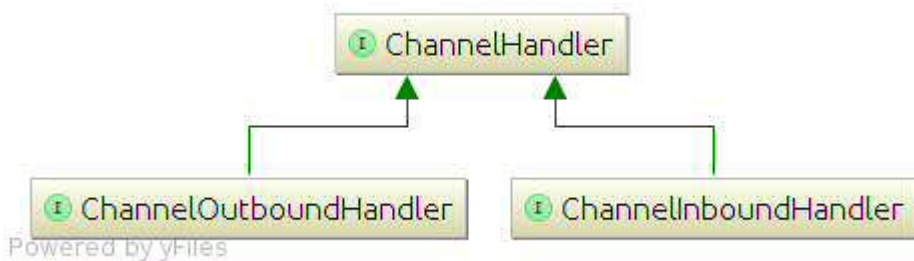 I ChannelHandler
I ChannelOutboundHandler
I ChannelInboundHandler
Powered by yFiles